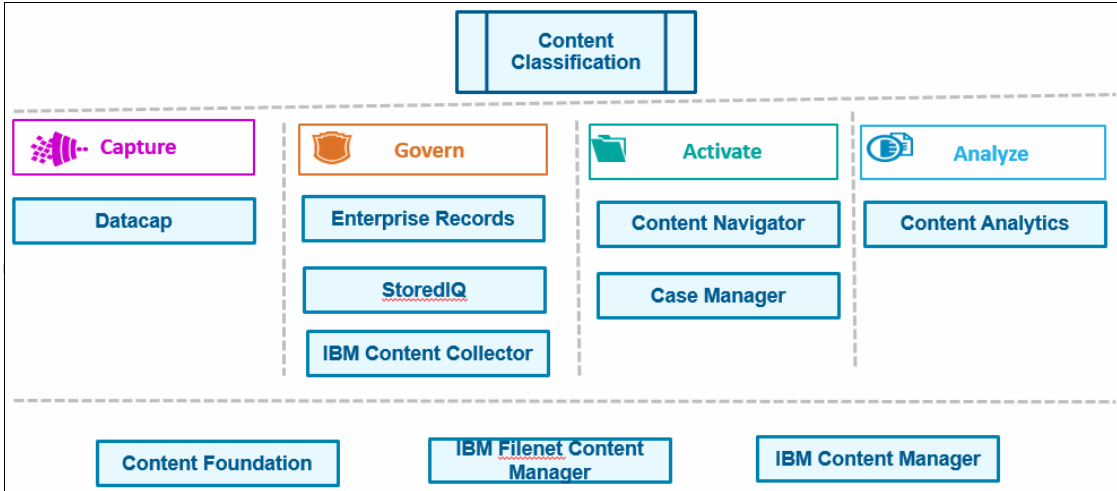 Content
Classification
Capture
Govern
Activate
Analyze
Datacap
Enterprise Records
StoredIQ
IBM Content Collector
Content Navigator
Case Manager
Content Analytics
Content Foundation
IBM Filenet Content
Manager
IBM Content Manager